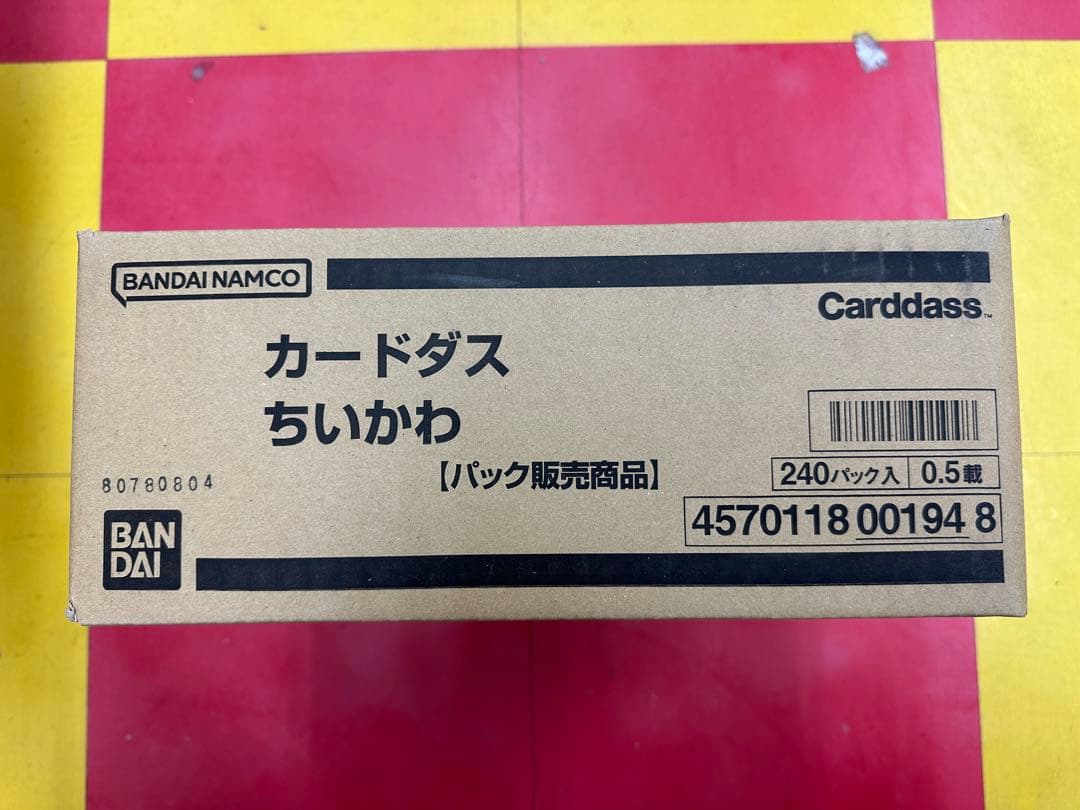 BANDAI NAMCO
Carddass™
カードダス
ちいかわ
【パック販売商品】
80780804
240パック入 0.5載
4570118 00194 8
BAN
DAI